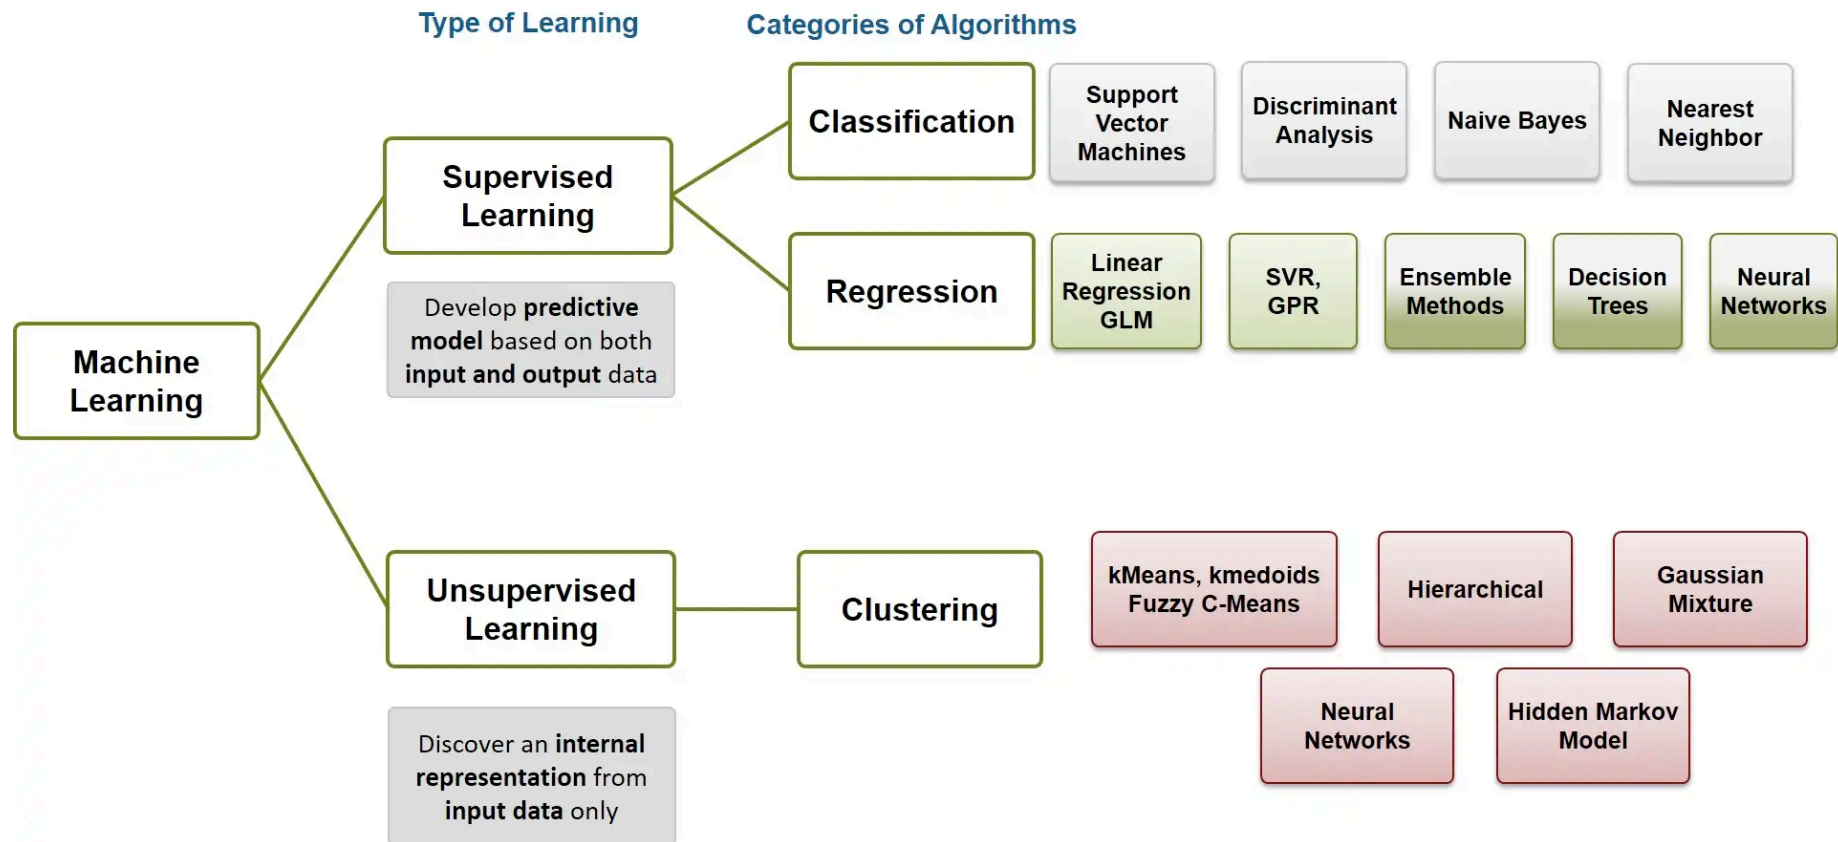 Type of Learning
Categories of Algorithms
Machine
Learning
Supervised
Learning
Develop predictive
model based on both
input and output data
Classification
Support
Vector
Machines
Discriminant
Analysis
Naive Bayes
Nearest
Neighbor
Regression
Linear
Regression
GLM
SVR,
GPR
Ensemble
Methods
Decision
Trees
Neural
Networks
Unsupervised
Learning
Discover an internal
representation from
input data only
Clustering
kMeans, kmedoids
Fuzzy C-Means
Hierarchical
Gaussian
Mixture
Neural
Networks
Hidden Markov
Model